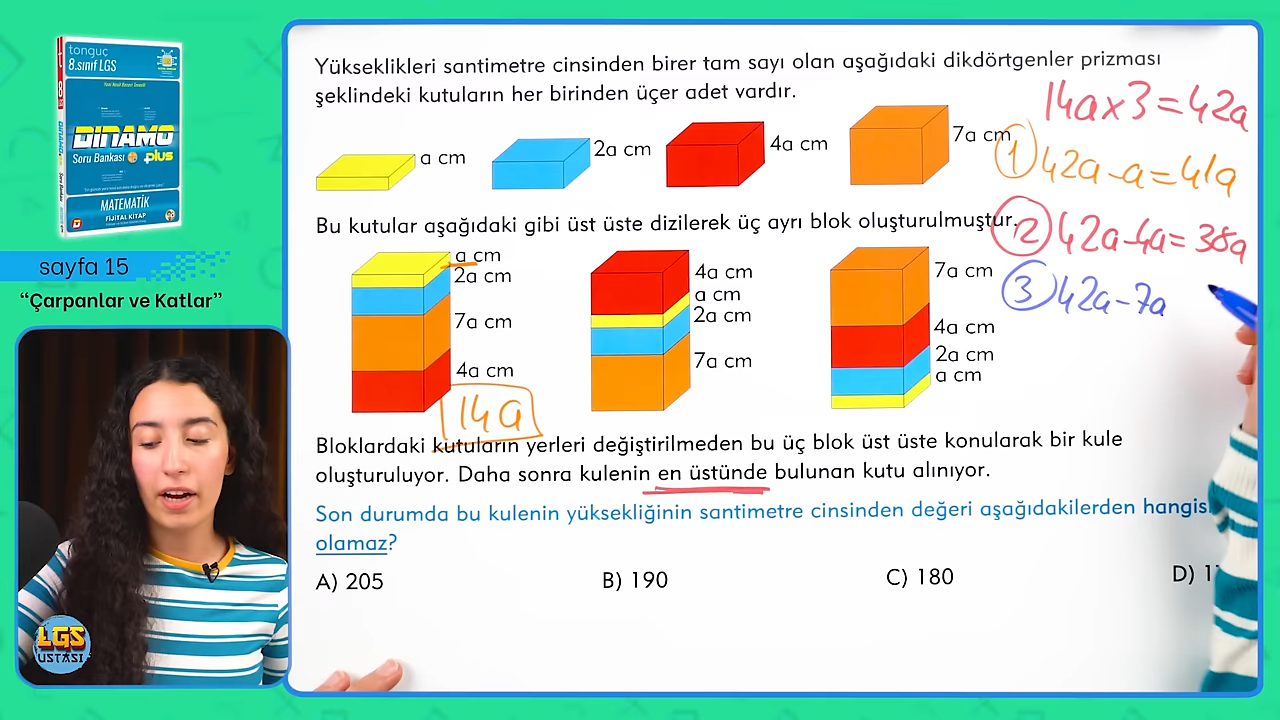 tonguç
8.sınıf LGS
DİNAMO
Soru Bankası plus
MATEMATİK
FİJİTAL KİTAP
sayfa 15
“Çarpanlar ve Katlar”
LGS
USTASI
Yükseklikleri santimetre cinsinden birer tam sayı olan aşağıdaki dikdörtgenler prizması
şeklindeki kutuların her birinden üçer adet vardır.
14a x 3 = 42a
a cm
2a cm
4a cm
7a cm
1 42a - a = 41a
Bu kutular aşağıdaki gibi üst üste dizilerek üç ayrı blok oluşturulmuştur.
2 42a - 4a = 38a
3 42a - 7a
a cm
2a cm
7a cm
4a cm
14a
4a cm
a cm
2a cm
7a cm
7a cm
4a cm
2a cm
a cm
Bloklardaki kutuların yerleri değiştirilmeden bu üç blok üst üste konularak bir kule
oluşturuluyor. Daha sonra kulenin en üstünde bulunan kutu alınıyor.
Son durumda bu kulenin yüksekliğinin santimetre cinsinden değeri aşağıdakilerden hangis
olamaz?
A) 205 B) 190 C) 180 D) 1